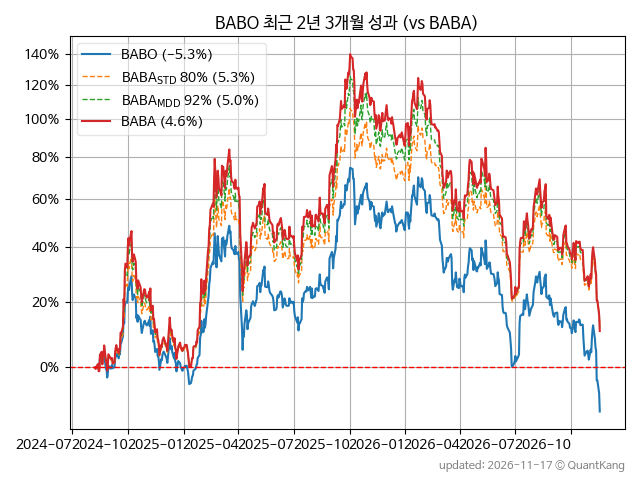 BABO 최근 2년 3개월 성과 (vs BABA)
BABO (−5.3%)
BABA_STD 80% (5.3%)
BABA_MDD 92% (5.0%)
BABA (4.6%)
140%
120%
100%
80%
60%
40%
20%
0%
2024-07 2024-10 2025-01 2025-04 2025-07 2025-10 2026-01 2026-04 2026-07 2026-10
updated: 2026-11-17 © QuantKang